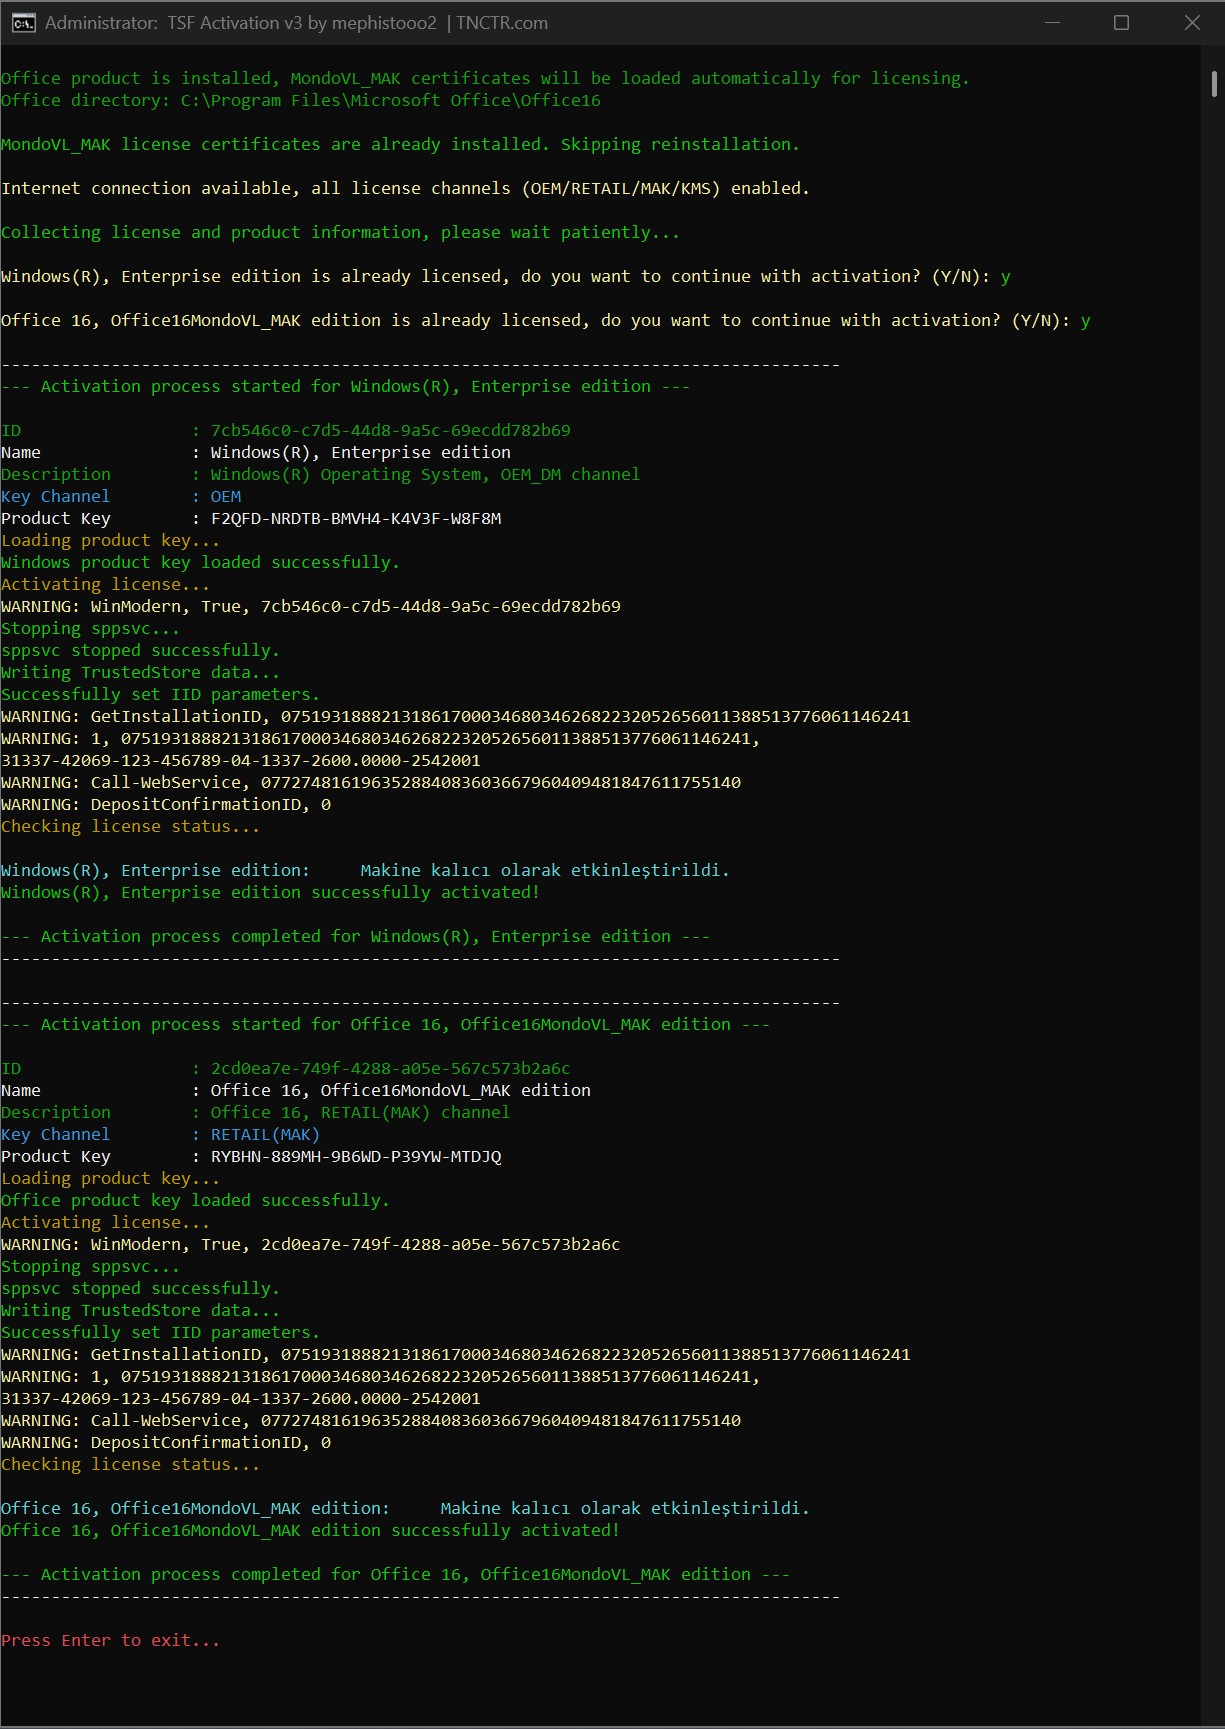 Administrator:  TSF Activation v3 by mephistooo2  | TNCTR.com
Office product is installed, MondoVL_MAK certificates will be loaded automatically for licensing.
Office directory: C:\Program Files\Microsoft Office\Office16
MondoVL_MAK license certificates are already installed. Skipping reinstallation.
Internet connection available, all license channels (OEM/RETAIL/MAK/KMS) enabled.
Collecting license and product information, please wait patiently...
Windows(R), Enterprise edition is already licensed, do you want to continue with activation? (Y/N): y
Office 16, Office16MondoVL_MAK edition is already licensed, do you want to continue with activation? (Y/N): y
------------------------------------------------------------------------------------
--- Activation process started for Windows(R), Enterprise edition ---
ID                 : 7cb546c0-c7d5-44d8-9a5c-69ecdd782b69
Name               : Windows(R), Enterprise edition
Description        : Windows(R) Operating System, OEM_DM channel
Key Channel        : OEM
Product Key        : F2QFD-NRDTB-BMVH4-K4V3F-W8F8M
Loading product key...
Windows product key loaded successfully.
Activating license...
WARNING: WinModern, True, 7cb546c0-c7d5-44d8-9a5c-69ecdd782b69
Stopping sppsvc...
sppsvc stopped successfully.
Writing TrustedStore data...
Successfully set IID parameters.
WARNING: GetInstallationID, 075193188821318617000346803462682232052656011388513776061146241
WARNING: 1, 075193188821318617000346803462682232052656011388513776061146241,
31337-42069-123-456789-04-1337-2600.0000-2542001
WARNING: Call-WebService, 077274816196352884083603667960409481847611755140
WARNING: DepositConfirmationID, 0
Checking license status...
Windows(R), Enterprise edition:     Makine kalıcı olarak etkinleştirildi.
Windows(R), Enterprise edition successfully activated!
--- Activation process completed for Windows(R), Enterprise edition ---
------------------------------------------------------------------------------------
------------------------------------------------------------------------------------
--- Activation process started for Office 16, Office16MondoVL_MAK edition ---
ID                 : 2cd0ea7e-749f-4288-a05e-567c573b2a6c
Name               : Office 16, Office16MondoVL_MAK edition
Description        : Office 16, RETAIL(MAK) channel
Key Channel        : RETAIL(MAK)
Product Key        : RYBHN-889MH-9B6WD-P39YW-MTDJQ
Loading product key...
Office product key loaded successfully.
Activating license...
WARNING: WinModern, True, 2cd0ea7e-749f-4288-a05e-567c573b2a6c
Stopping sppsvc...
sppsvc stopped successfully.
Writing TrustedStore data...
Successfully set IID parameters.
WARNING: GetInstallationID, 075193188821318617000346803462682232052656011388513776061146241
WARNING: 1, 075193188821318617000346803462682232052656011388513776061146241,
31337-42069-123-456789-04-1337-2600.0000-2542001
WARNING: Call-WebService, 077274816196352884083603667960409481847611755140
WARNING: DepositConfirmationID, 0
Checking license status...
Office 16, Office16MondoVL_MAK edition:     Makine kalıcı olarak etkinleştirildi.
Office 16, Office16MondoVL_MAK edition successfully activated!
--- Activation process completed for Office 16, Office16MondoVL_MAK edition ---
------------------------------------------------------------------------------------
Press Enter to exit...